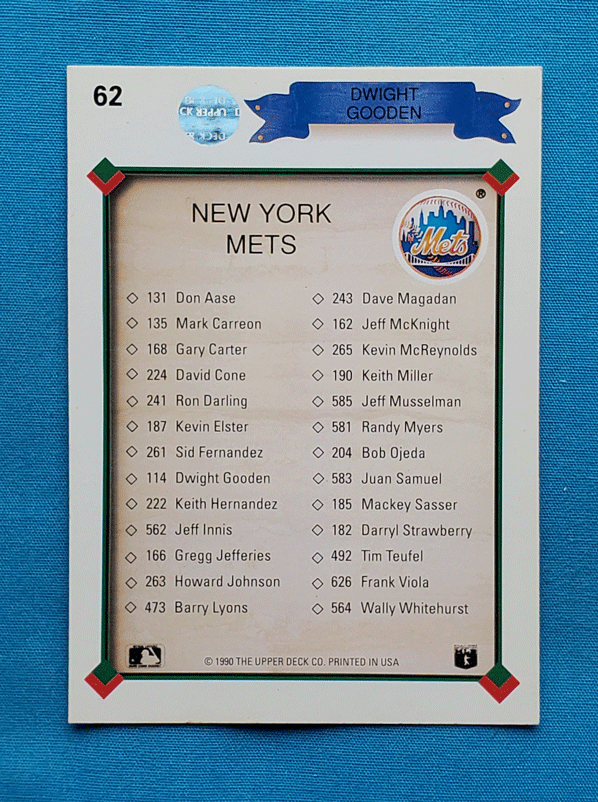 62
DWIGHT
GOODEN
NEW YORK
METS
®
Mets
131 Don Aase
135 Mark Carreon
168 Gary Carter
224 David Cone
241 Ron Darling
187 Kevin Elster
261 Sid Fernandez
114 Dwight Gooden
222 Keith Hernandez
562 Jeff Innis
166 Gregg Jefferies
263 Howard Johnson
473 Barry Lyons
243 Dave Magadan
162 Jeff McKnight
265 Kevin McReynolds
190 Keith Miller
585 Jeff Musselman
581 Randy Myers
204 Bob Ojeda
583 Juan Samuel
185 Mackey Sasser
182 Darryl Strawberry
492 Tim Teufel
626 Frank Viola
564 Wally Whitehurst
© 1990 THE UPPER DECK CO. PRINTED IN USA